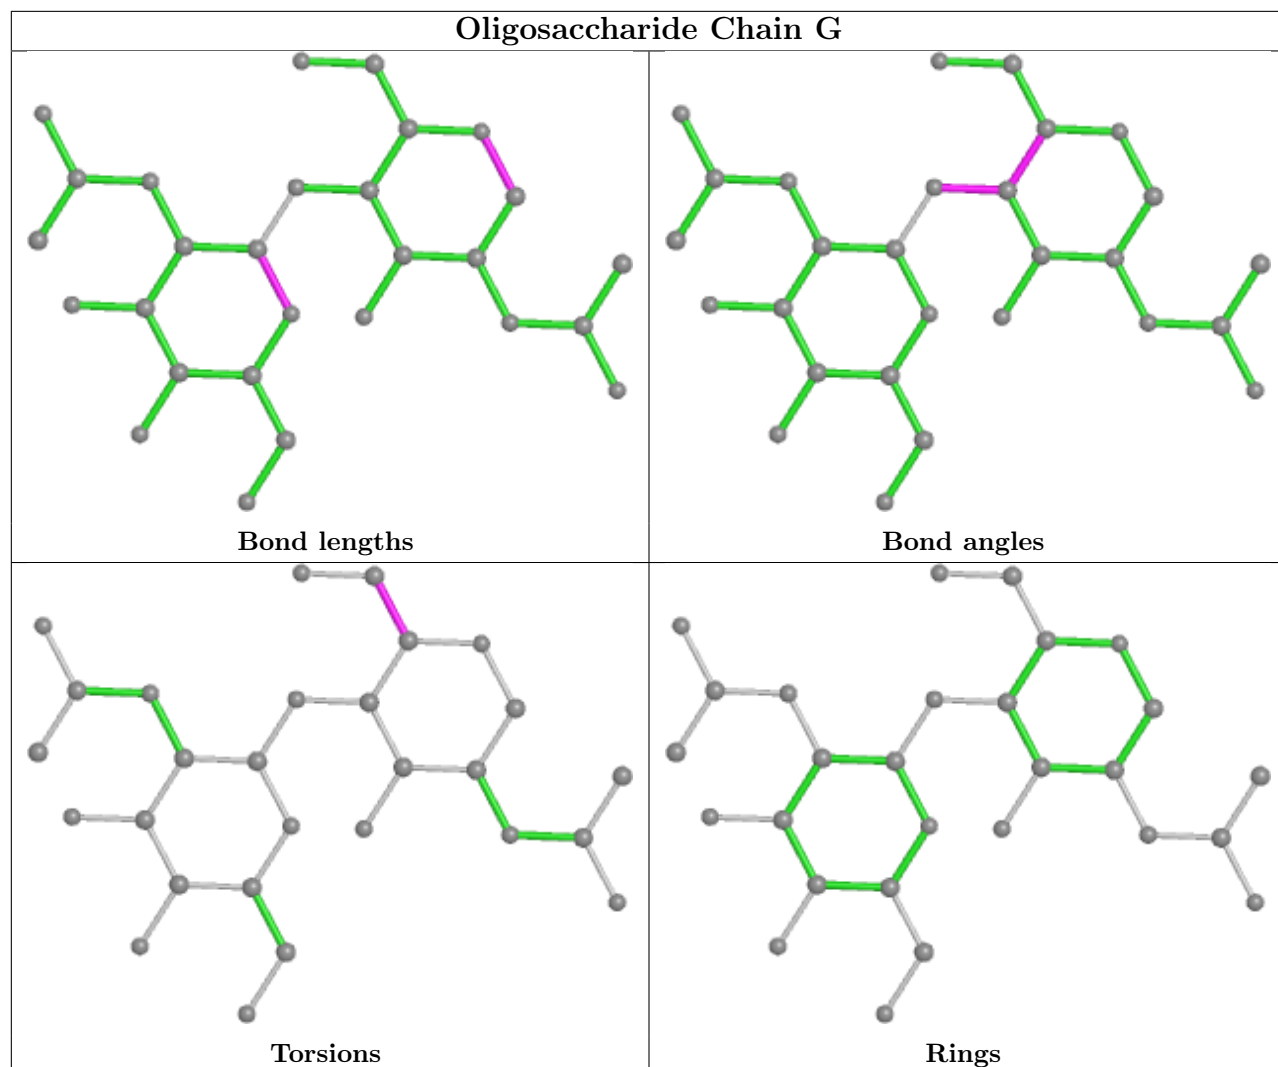 Oligosaccharide Chain G
Bond lengths
Bond angles
Torsions
Rings